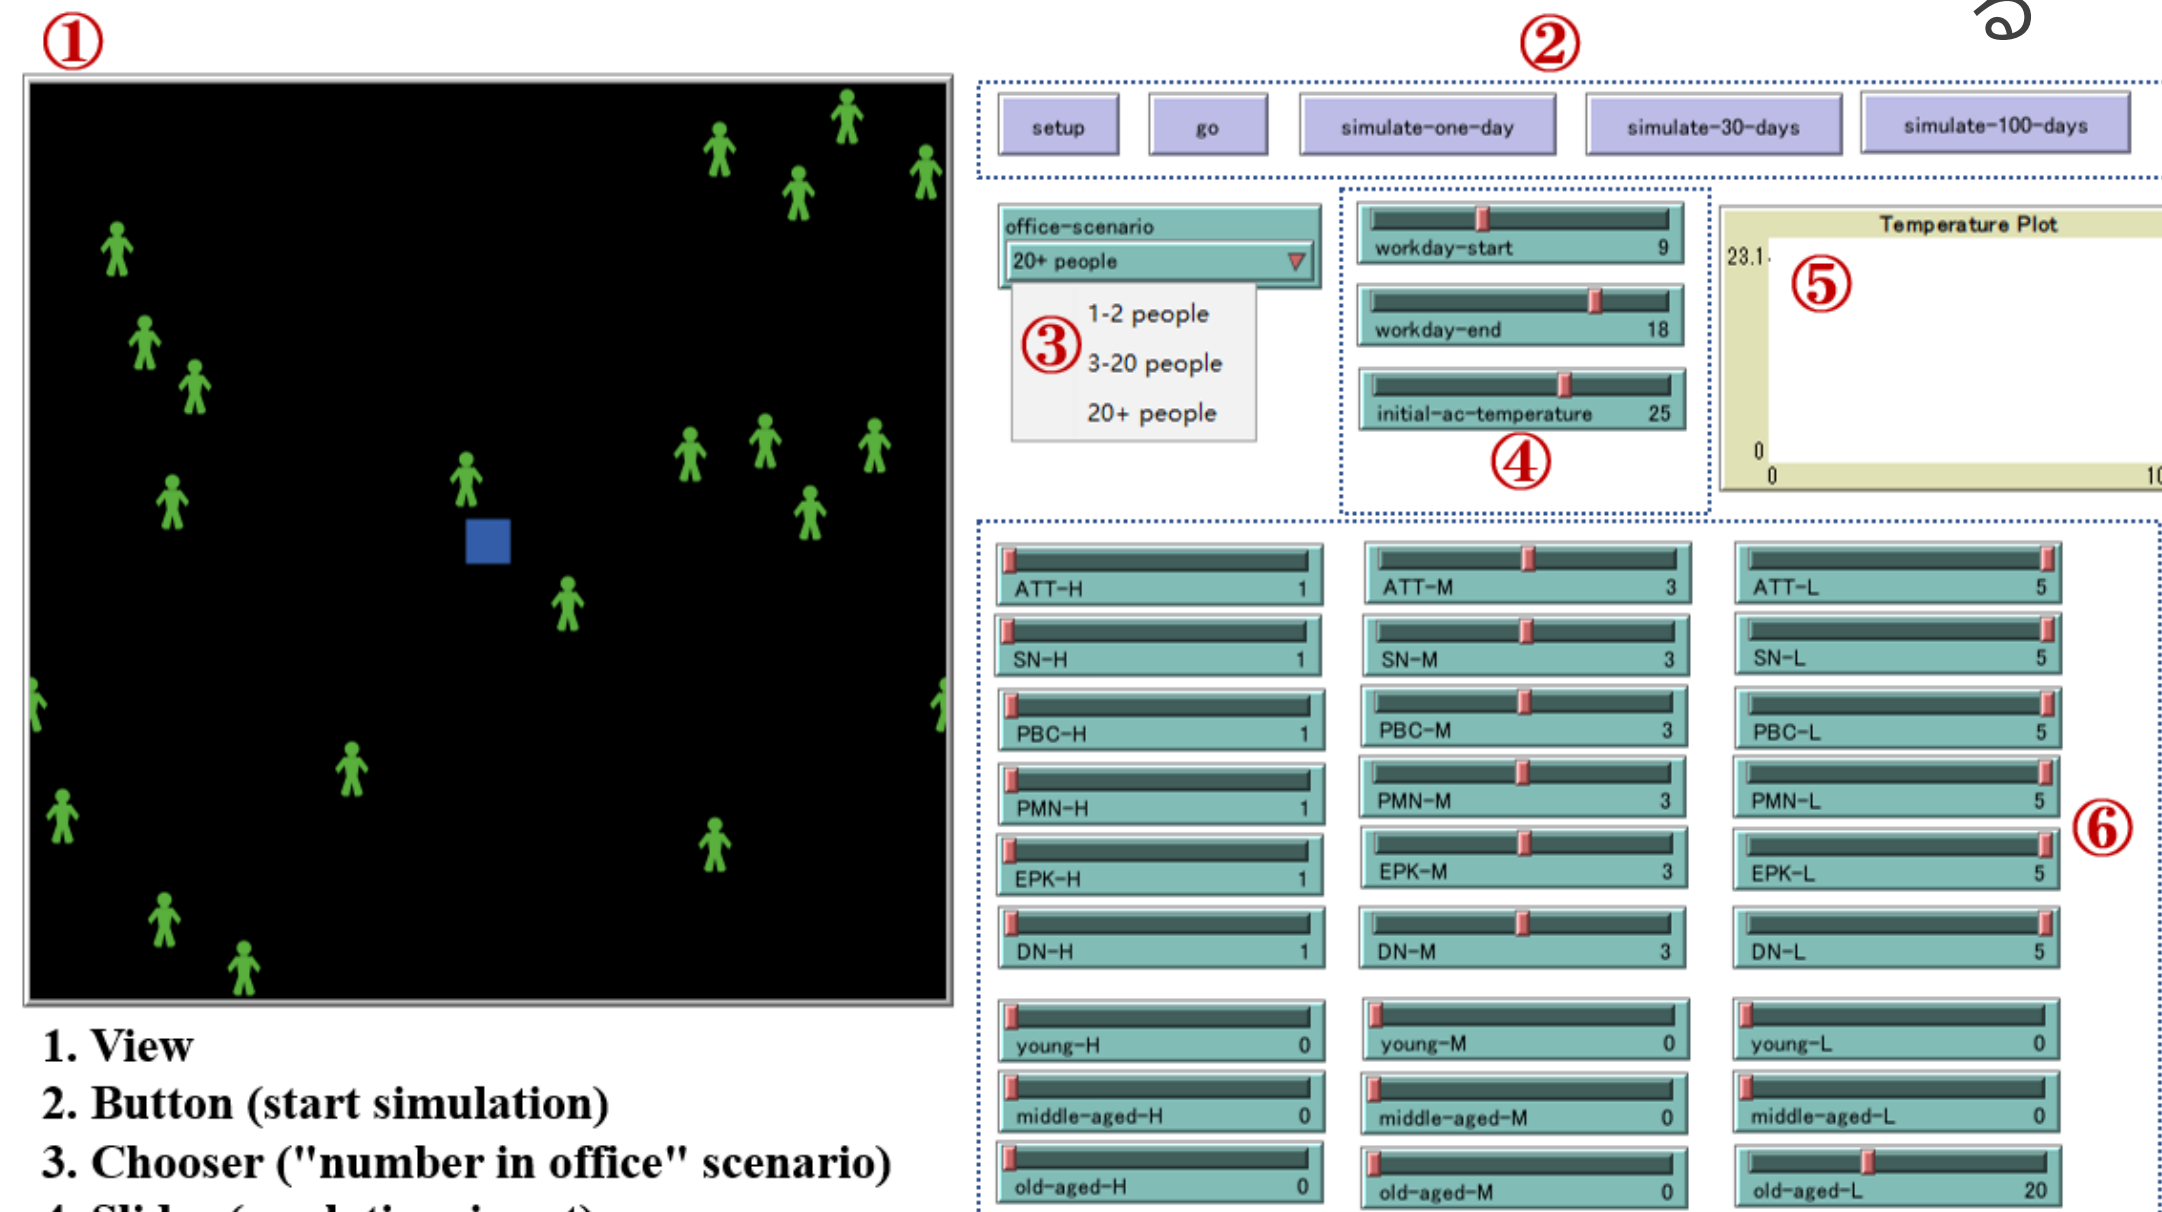 ①
②
setup
go
simulate-one-day
simulate-30-days
simulate-100-days
office-scenario
20+ people
③
1-2 people
3-20 people
20+ people
workday-start 9
workday-end 18
initial-ac-temperature 25
④
Temperature Plot
23.1
⑤
0
0
ATT-H 1
ATT-M 3
ATT-L 5
SN-H 1
SN-M 3
SN-L 5
PBC-H 1
PBC-M 3
PBC-L 5
PMN-H 1
PMN-M 3
PMN-L 5
⑥
EPK-H 1
EPK-M 3
EPK-L 5
DN-H 1
DN-M 3
DN-L 5
young-H 0
young-M 0
young-L 0
middle-aged-H 0
middle-aged-M 0
middle-aged-L 0
old-aged-H 0
old-aged-M 0
old-aged-L 20
1. View
2. Button (start simulation)
3. Chooser ("number in office" scenario)